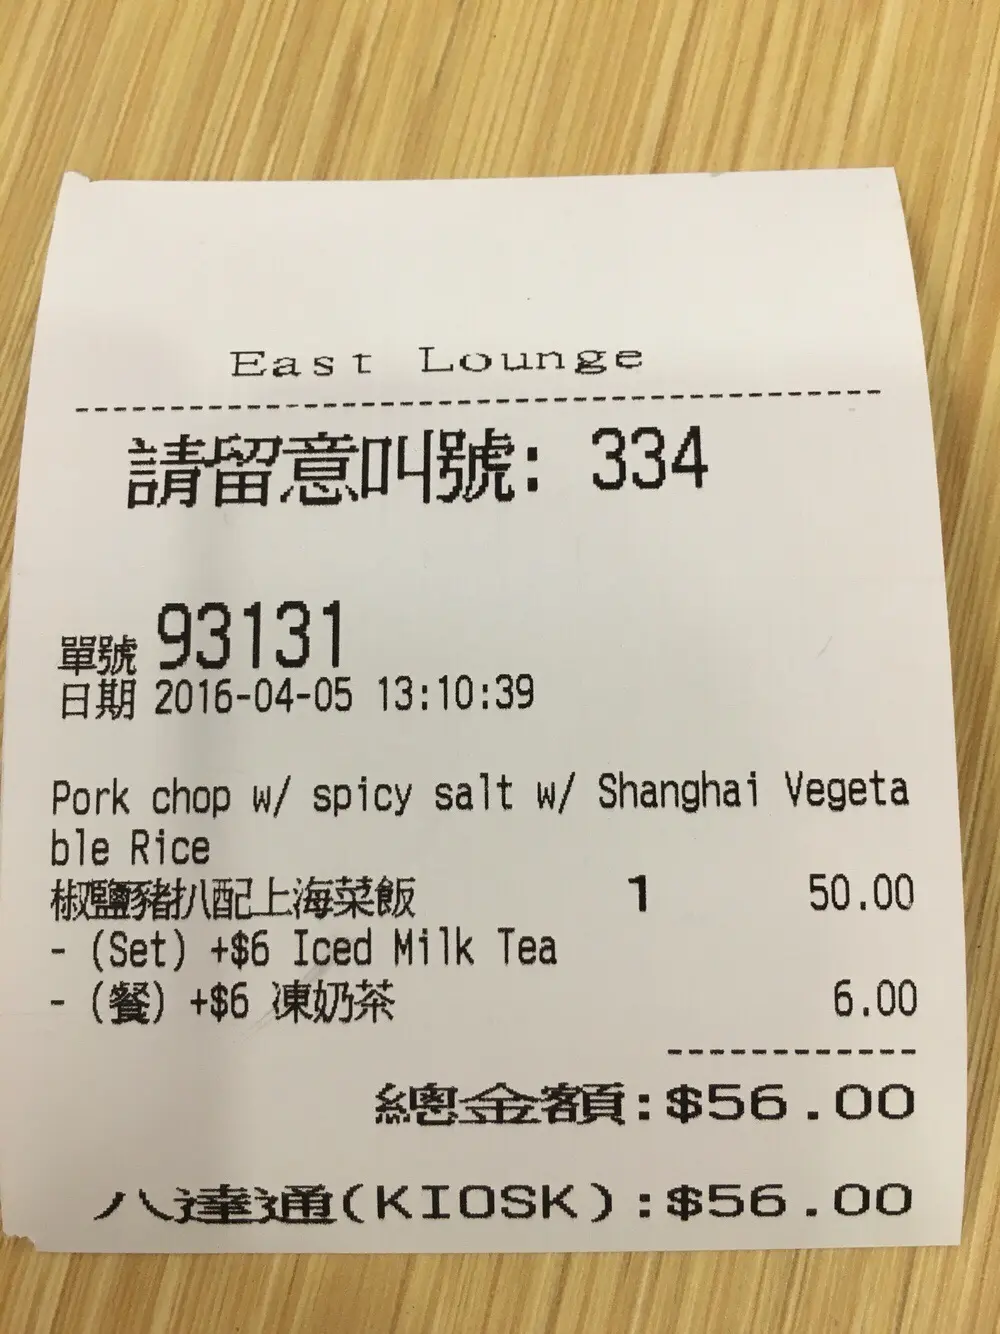 East Lounge
請留意叫號: 334
單號 93131
日期 2016-04-05 13:10:39
Pork chop w/ spicy salt w/ Shanghai Vegeta
ble Rice
椒鹽豬扒配上海菜飯 1 50.00
- (Set) +$6 Iced Milk Tea
- (餐) +$6 凍奶茶 6.00
總金額:$56.00
八達通(KIOSK):$56.00